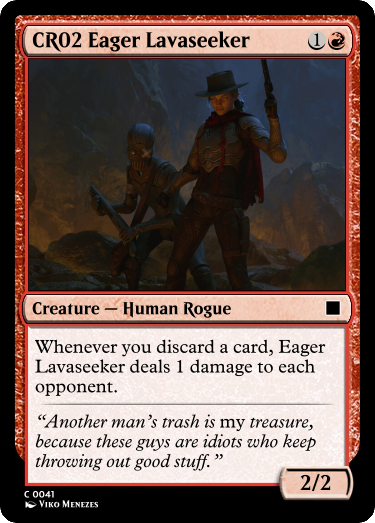 CR02 Eager Lavaseeker 1
Creature — Human Rogue
Whenever you discard a card, Eager
Lavaseeker deals 1 damage to each
opponent.
“Another man’s trash is my treasure,
because these guys are idiots who keep
throwing out good stuff.”
2/2
C 0041
Viko Menezes